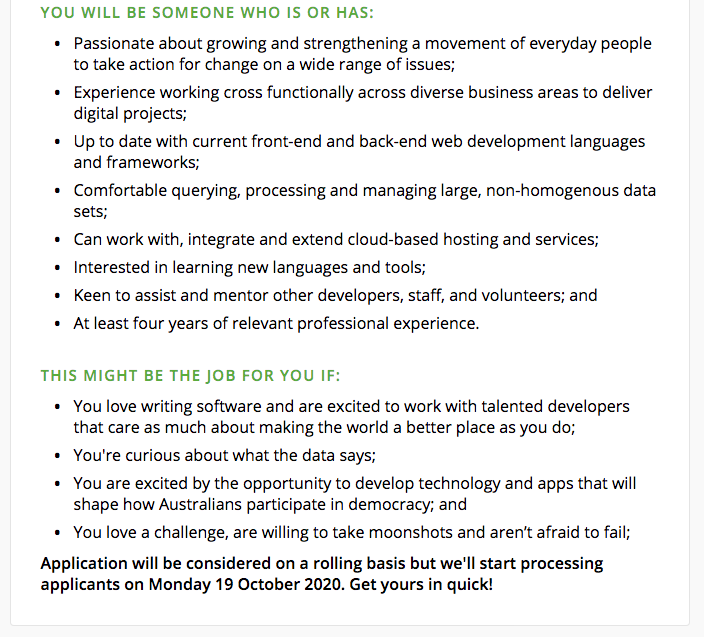 YOU WILL BE SOMEONE WHO IS OR HAS:
• Passionate about growing and strengthening a movement of everyday people
to take action for change on a wide range of issues;
• Experience working cross functionally across diverse business areas to deliver
digital projects;
• Up to date with current front-end and back-end web development languages
and frameworks;
• Comfortable querying, processing and managing large, non-homogenous data
sets;
• Can work with, integrate and extend cloud-based hosting and services;
• Interested in learning new languages and tools;
• Keen to assist and mentor other developers, staff, and volunteers; and
• At least four years of relevant professional experience.
THIS MIGHT BE THE JOB FOR YOU IF:
• You love writing software and are excited to work with talented developers
that care as much about making the world a better place as you do;
• You're curious about what the data says;
• You are excited by the opportunity to develop technology and apps that will
shape how Australians participate in democracy; and
• You love a challenge, are willing to take moonshots and aren’t afraid to fail;
Application will be considered on a rolling basis but we'll start processing
applicants on Monday 19 October 2020. Get yours in quick!